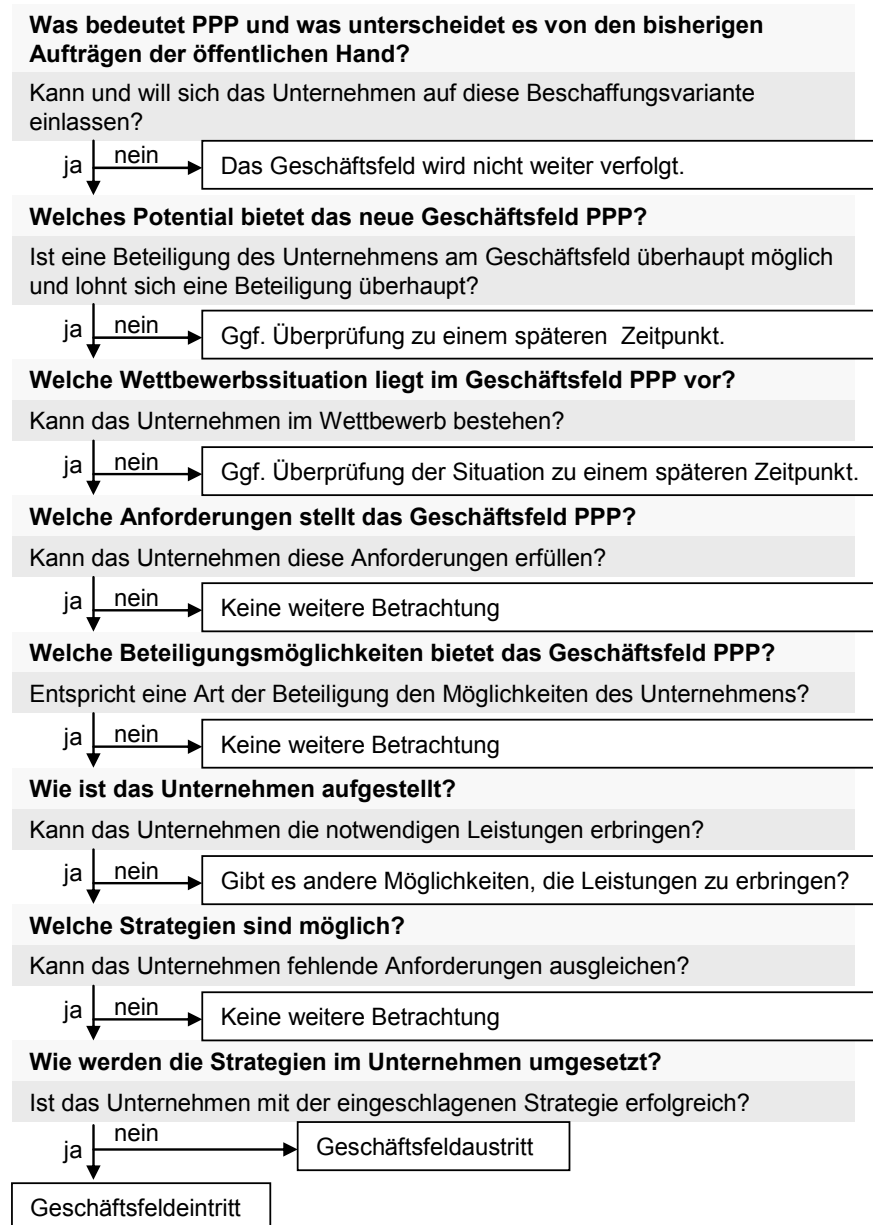 Was bedeutet PPP und was unterscheidet es von den bisherigen
Aufträgen der öffentlichen Hand?
Kann und will sich das Unternehmen auf diese Beschaffungsvariante
einlassen?
ja nein Das Geschäftsfeld wird nicht weiter verfolgt.
Welches Potential bietet das neue Geschäftsfeld PPP?
Ist eine Beteiligung des Unternehmens am Geschäftsfeld überhaupt möglich
und lohnt sich eine Beteiligung überhaupt?
ja nein Ggf. Überprüfung zu einem späteren Zeitpunkt.
Welche Wettbewerbssituation liegt im Geschäftsfeld PPP vor?
Kann das Unternehmen im Wettbewerb bestehen?
ja nein Ggf. Überprüfung der Situation zu einem späteren Zeitpunkt.
Welche Anforderungen stellt das Geschäftsfeld PPP?
Kann das Unternehmen diese Anforderungen erfüllen?
ja nein Keine weitere Betrachtung
Welche Beteiligungsmöglichkeiten bietet das Geschäftsfeld PPP?
Entspricht eine Art der Beteiligung den Möglichkeiten des Unternehmens?
ja nein Keine weitere Betrachtung
Wie ist das Unternehmen aufgestellt?
Kann das Unternehmen die notwendigen Leistungen erbringen?
ja nein Gibt es andere Möglichkeiten, die Leistungen zu erbringen?
Welche Strategien sind möglich?
Kann das Unternehmen fehlende Anforderungen ausgleichen?
ja nein Keine weitere Betrachtung
Wie werden die Strategien im Unternehmen umgesetzt?
Ist das Unternehmen mit der eingeschlagenen Strategie erfolgreich?
ja nein Geschäftsfeldaustritt
Geschäftsfeldeintritt